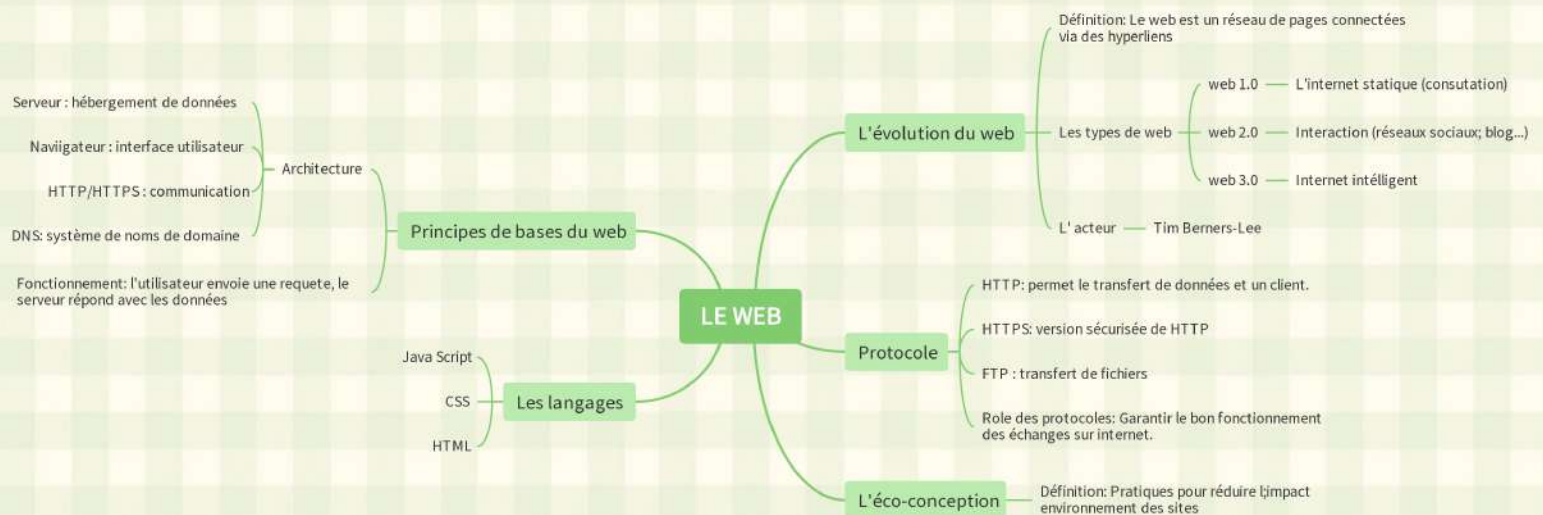 LE WEB
L'évolution du web
Définition: Le web est un réseau de pages connectées
via des hyperliens
Les types de web
web 1.0
L'internet statique (consutation)
web 2.0
Interaction (réseaux sociaux; blog...)
web 3.0
Internet intélligent
L' acteur
Tim Berners-Lee
Protocole
HTTP: permet le transfert de données et un client.
HTTPS: version sécurisée de HTTP
FTP : transfert de fichiers
Role des protocoles: Garantir le bon fonctionnement
des échanges sur internet.
L'éco-conception
Définition: Pratiques pour réduire l;impact
environnement des sites
Principes de bases du web
Architecture
Serveur : hébergement de données
Naviigateur : interface utilisateur
HTTP/HTTPS : communication
DNS: système de noms de domaine
Fonctionnement: l'utilisateur envoie une requete, le
serveur répond avec les données
Les langages
Java Script
CSS
HTML